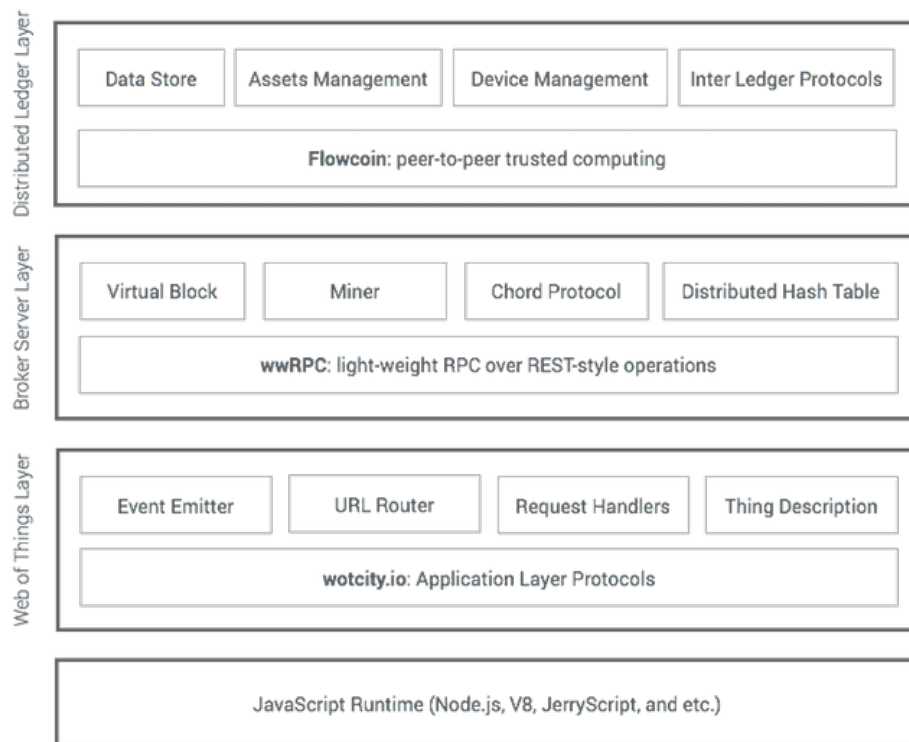 Distributed Ledger Layer
Data Store
Assets Management
Device Management
Inter Ledger Protocols
Flowcoin: peer-to-peer trusted computing
Broker Server Layer
Virtual Block
Miner
Chord Protocol
Distributed Hash Table
wwRPC: light-weight RPC over REST-style operations
Web of Things Layer
Event Emitter
URL Router
Request Handlers
Thing Description
wotcity.io: Application Layer Protocols
JavaScript Runtime (Node.js, V8, JerryScript, and etc.)